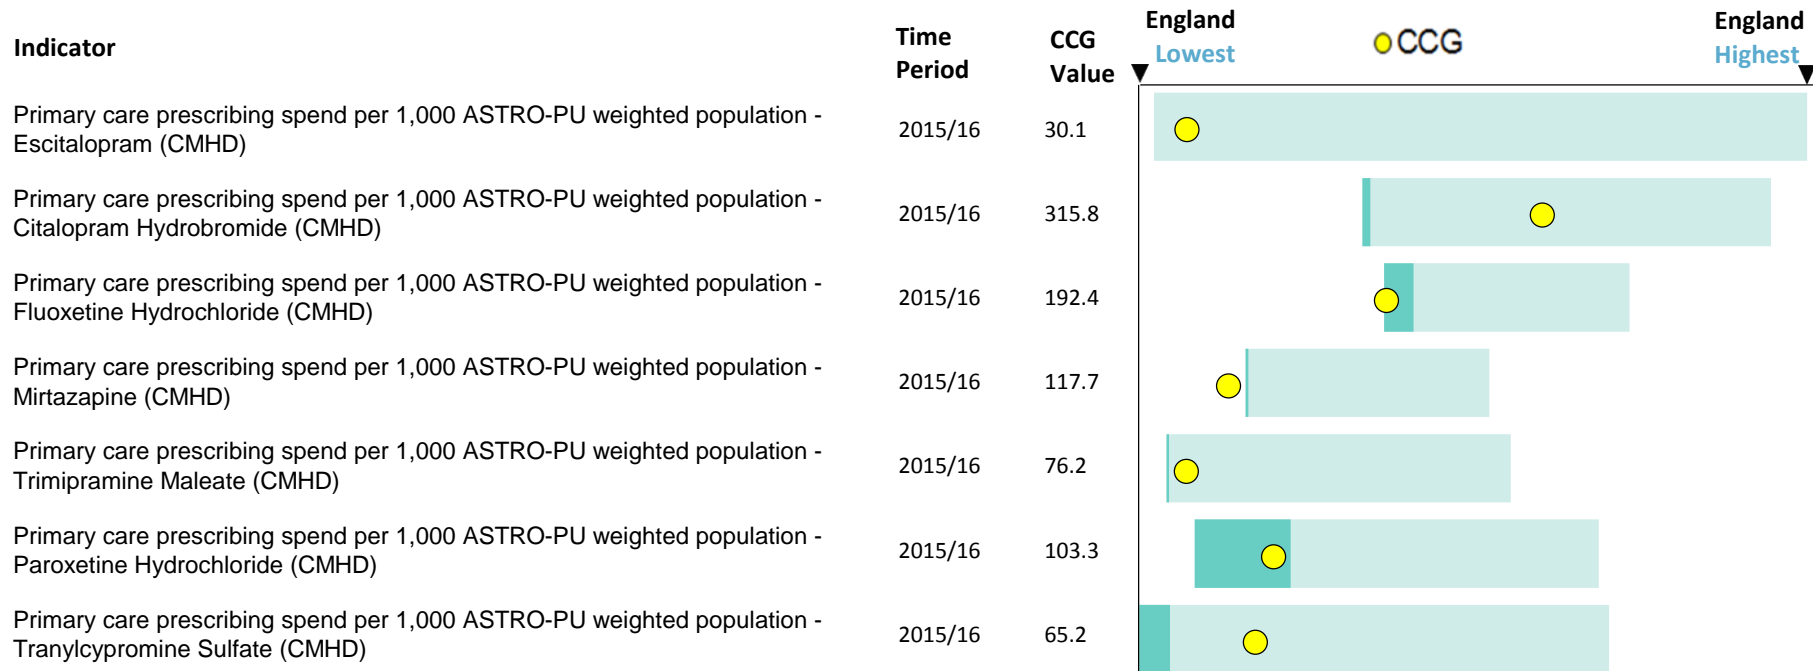 Indicator
Time
Period
CCG
Value
England
Lowest
CCG
England
Highest
Primary care prescribing spend per 1,000 ASTRO-PU weighted population -
Escitalopram (CMHD)
2015/16
30.1
Primary care prescribing spend per 1,000 ASTRO-PU weighted population -
Citalopram Hydrobromide (CMHD)
2015/16
315.8
Primary care prescribing spend per 1,000 ASTRO-PU weighted population -
Fluoxetine Hydrochloride (CMHD)
2015/16
192.4
Primary care prescribing spend per 1,000 ASTRO-PU weighted population -
Mirtazapine (CMHD)
2015/16
117.7
Primary care prescribing spend per 1,000 ASTRO-PU weighted population -
Trimipramine Maleate (CMHD)
2015/16
76.2
Primary care prescribing spend per 1,000 ASTRO-PU weighted population -
Paroxetine Hydrochloride (CMHD)
2015/16
103.3
Primary care prescribing spend per 1,000 ASTRO-PU weighted population -
Tranylcypromine Sulfate (CMHD)
2015/16
65.2